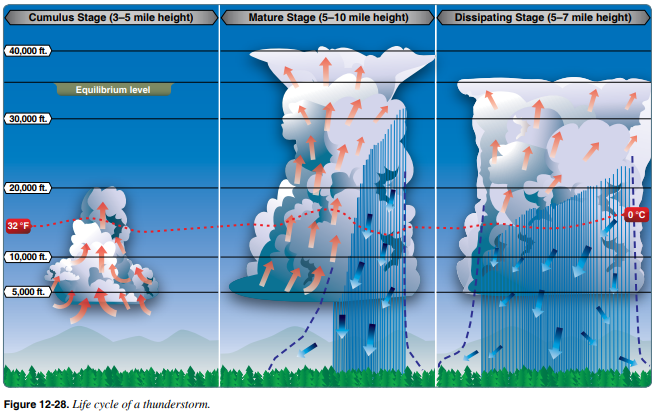 Cumulus Stage (3–5 mile height)
Mature Stage (5–10 mile height)
Dissipating Stage (5–7 mile height)
40,000 ft.
Equilibrium level
30,000 ft.
20,000 ft.
32 °F
0 °C
10,000 ft.
5,000 ft.
Figure 12-28. Life cycle of a thunderstorm.